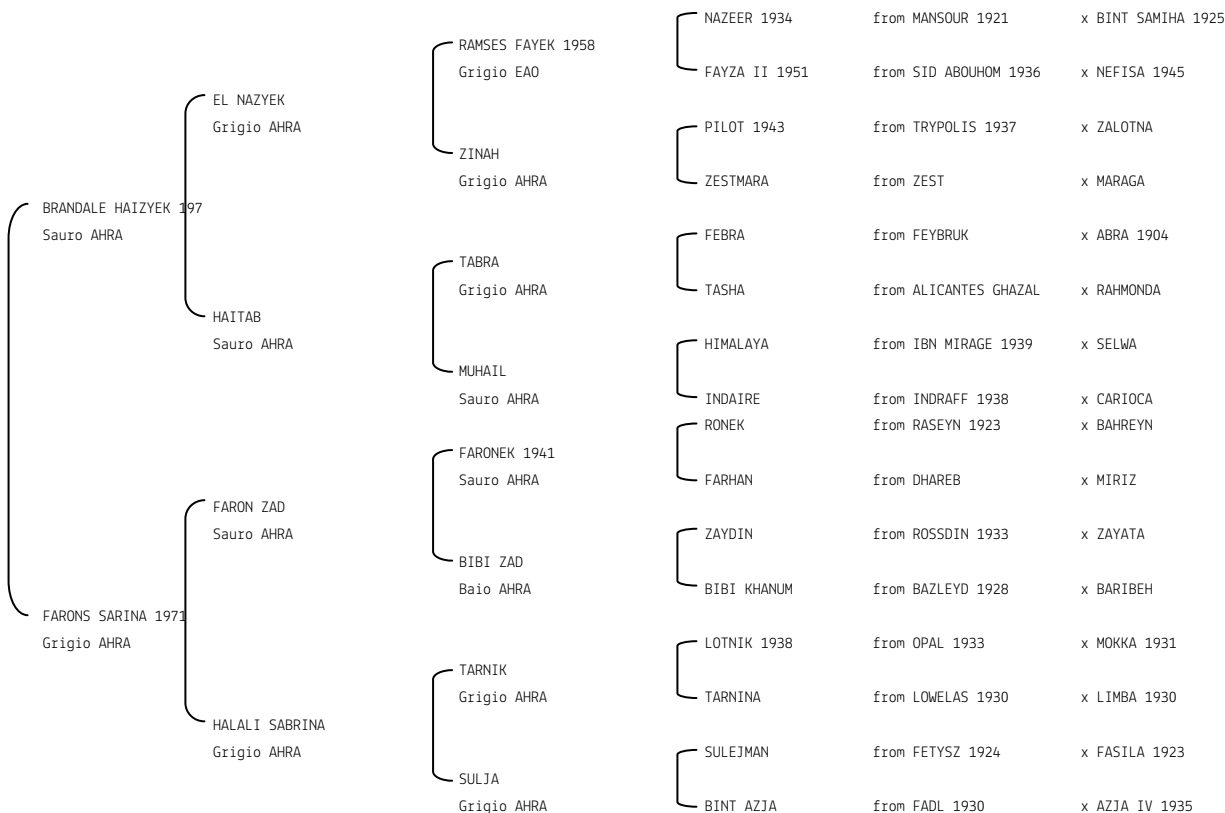 NAZEER 1934 from MANSOUR 1921 x BINT SAMIHA 1925
RAMSES FAYEK 1958
Grigio EAO FAYZA II 1951 from SID ABOUHOM 1936 x NEFISA 1945
EL NAZYEK
Grigio AHRA PILOT 1943 from TRYPOLIS 1937 x ZALOTNA
ZINAH
Grigio AHRA ZESTMARA from ZEST x MARAGA
BRANDALE HAIZYEK 197
Sauro AHRA FEBRA from FEYBRUK x ABRA 1904
TABRA
Grigio AHRA TASHA from ALICANTES GHAZAL x RAHMONDA
HAITAB
Sauro AHRA HIMALAYA from IBN MIRAGE 1939 x SELWA
MUHAIL
Sauro AHRA INDAIRE from INDRAFF 1938 x CARIOCA
RONEK from RASEYN 1923 x BAHREYN
FARONEK 1941
Sauro AHRA FARHAN from DHAREB x MIRIZ
FARON ZAD
Sauro AHRA ZAYDIN from ROSSDIN 1933 x ZAYATA
BIBI ZAD
Baio AHRA BIBI KHANUM from BAZLEYD 1928 x BARIBEH
FARONS SARINA 1971
Grigio AHRA LOTNIK 1938 from OPAL 1933 x MOKKA 1931
TARNIK
Grigio AHRA TARNINA from LOWELAS 1930 x LIMBA 1930
HALALI SABRINA
Grigio AHRA SULEJMAN from FETYSZ 1924 x FASILA 1923
SULJA
Grigio AHRA BINT AZJA from FADL 1930 x AZJA IV 1935